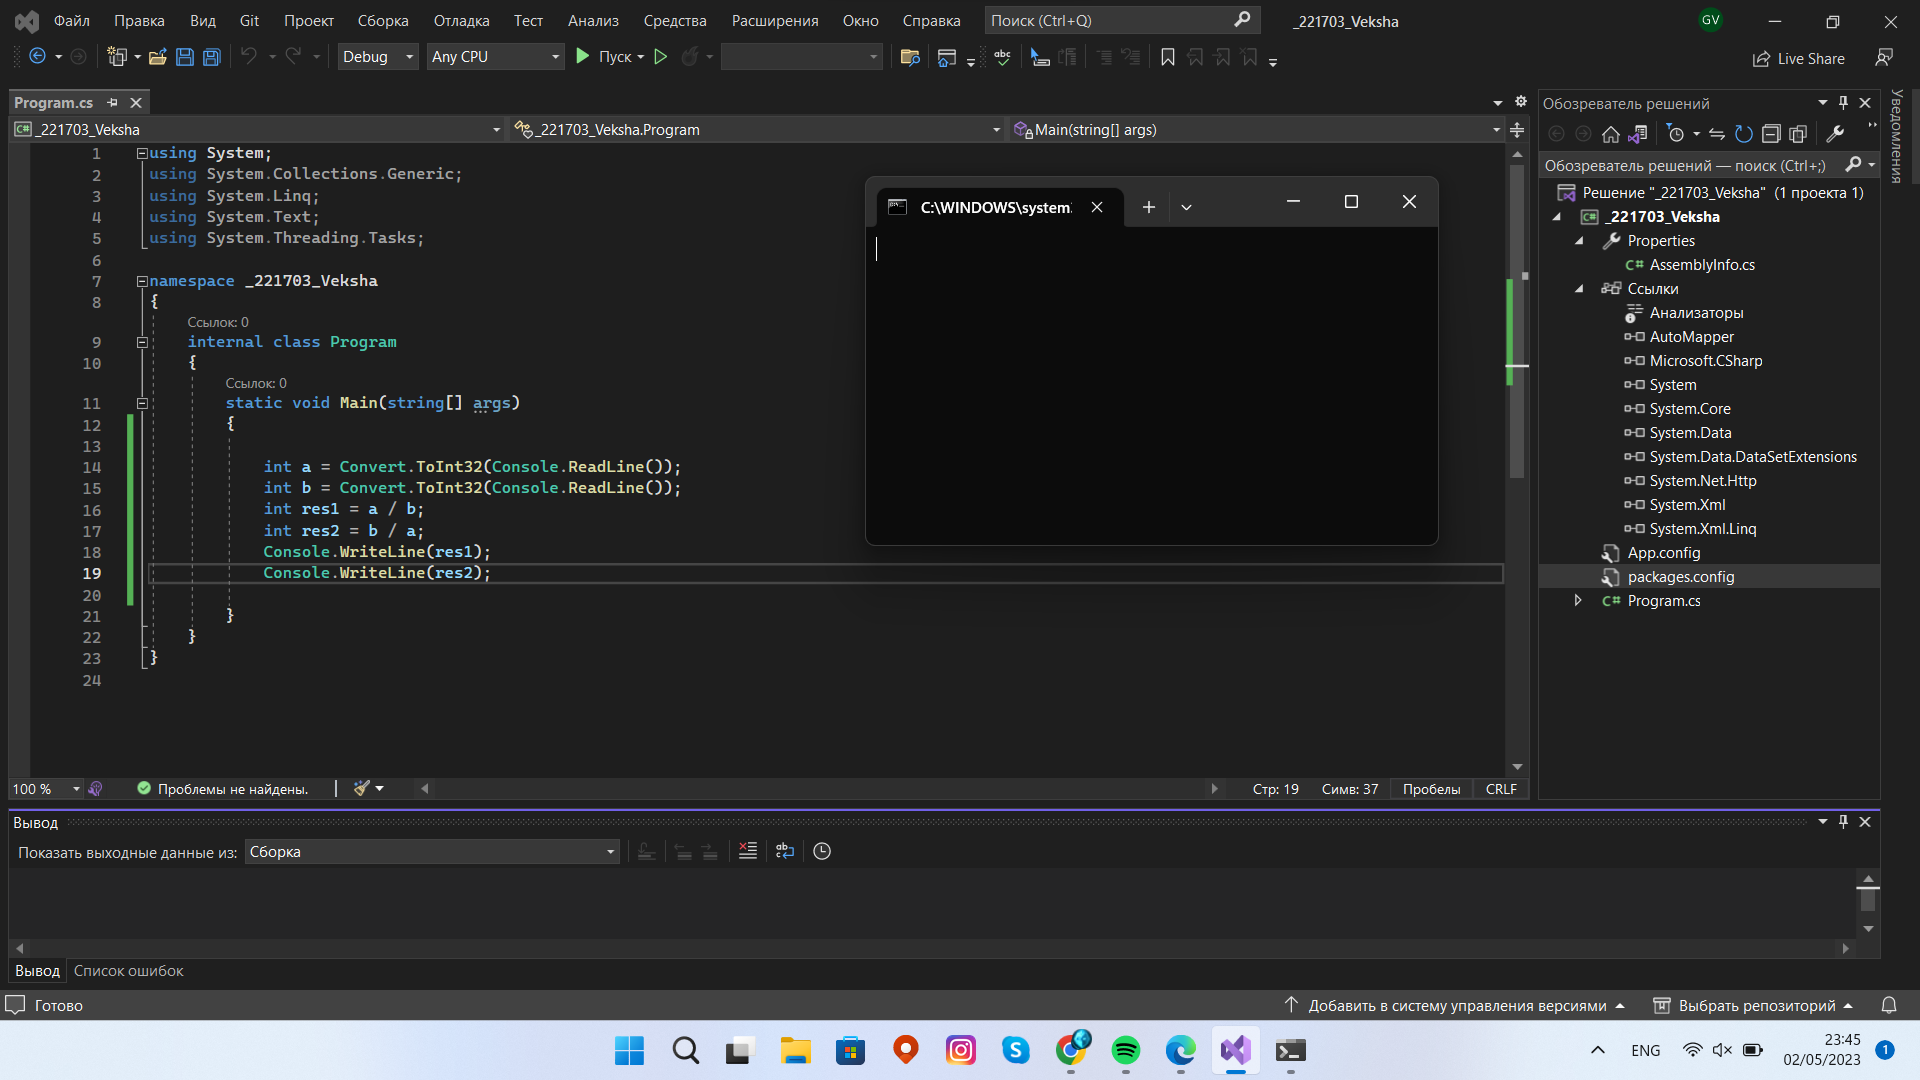 Файл Правка Вид Git Проект Сборка Отладка Тест Анализ Средства Расширения Окно Справка Поиск (Ctrl+Q) _221703_Veksha GV
Debug Any CPU Пуск Live Share
Program.cs
_221703_Veksha _221703_Veksha.Program Main(string[] args)
1 using System;
2 using System.Collections.Generic;
3 using System.Linq;
4 using System.Text;
5 using System.Threading.Tasks;
6
7 namespace _221703_Veksha
8 {
Ссылок: 0
9 internal class Program
10 {
Ссылок: 0
11 static void Main(string[] args)
12 {
13
14 int a = Convert.ToInt32(Console.ReadLine());
15 int b = Convert.ToInt32(Console.ReadLine());
16 int res1 = a / b;
17 int res2 = b / a;
18 Console.WriteLine(res1);
19 Console.WriteLine(res2);
20
21 }
22 }
23 }
24
C:\WINDOWS\system
Обозреватель решений
Обозреватель решений — поиск (Ctrl+;)
Решение "_221703_Veksha" (1 проекта 1)
C# _221703_Veksha
Properties
C# AssemblyInfo.cs
Ссылки
Анализаторы
AutoMapper
Microsoft.CSharp
System
System.Core
System.Data
System.Data.DataSetExtensions
System.Net.Http
System.Xml
System.Xml.Linq
App.config
packages.config
C# Program.cs
Уведомления
100 % Проблемы не найдены. Стр: 19 Симв: 37 Пробелы CRLF
Вывод
Показать выходные данные из: Сборка
Вывод Список ошибок
Готово Добавить в систему управления версиями Выбрать репозиторий
ENG 23:45
02/05/2023 1